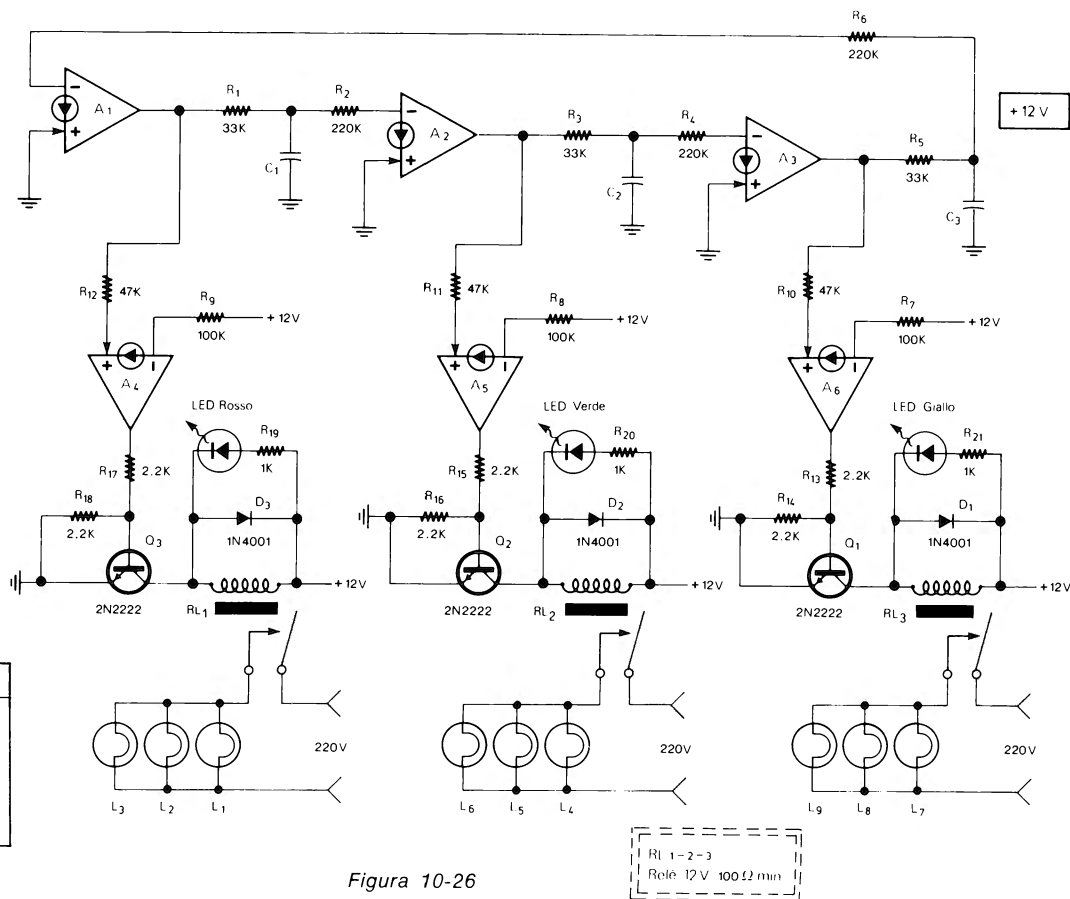 R6
220K
+ 12 V
A1
R1
33K
R2
220K
A2
R3
33K
R4
220K
A3
R5
33K
C1
C2
C3
R12
47K
R9
100K
+ 12V
R11
47K
R8
100K
+ 12V
R10
47K
R7
100K
+ 12V
A4
A5
A6
LED Rosso
R19
1K
LED Verde
R20
1K
LED Giallo
R21
1K
R17
2.2K
R15
2.2K
R13
2.2K
R18
2.2K
D3
1N4001
R16
2.2K
D2
1N4001
R14
2.2K
D1
1N4001
Q3
Q2
Q1
+ 12V
+ 12V
+12V
2N2222
RL1
2N2222
RL2
2N2222
RL3
220V
220V
220V
L3 L2 L1
L6 L5 L4
L9 L8 L7
RL 1-2-3
Relè 12V 100 Ω min
Figura 10-26